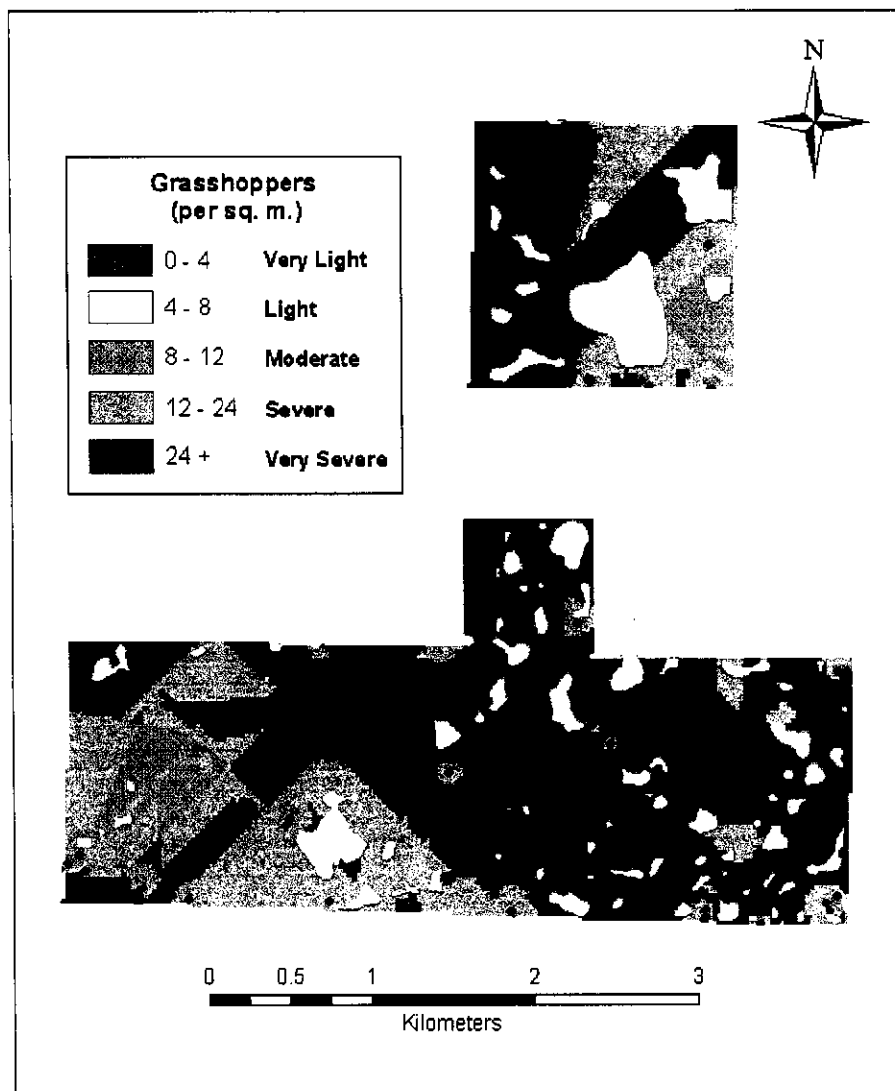 N
Grasshoppers
(per sq. m.)
0 - 4 Very Light
4 - 8 Light
8 - 12 Moderate
12 - 24 Severe
24 + Very Severe
0 0.5 1 2 3
Kilometers